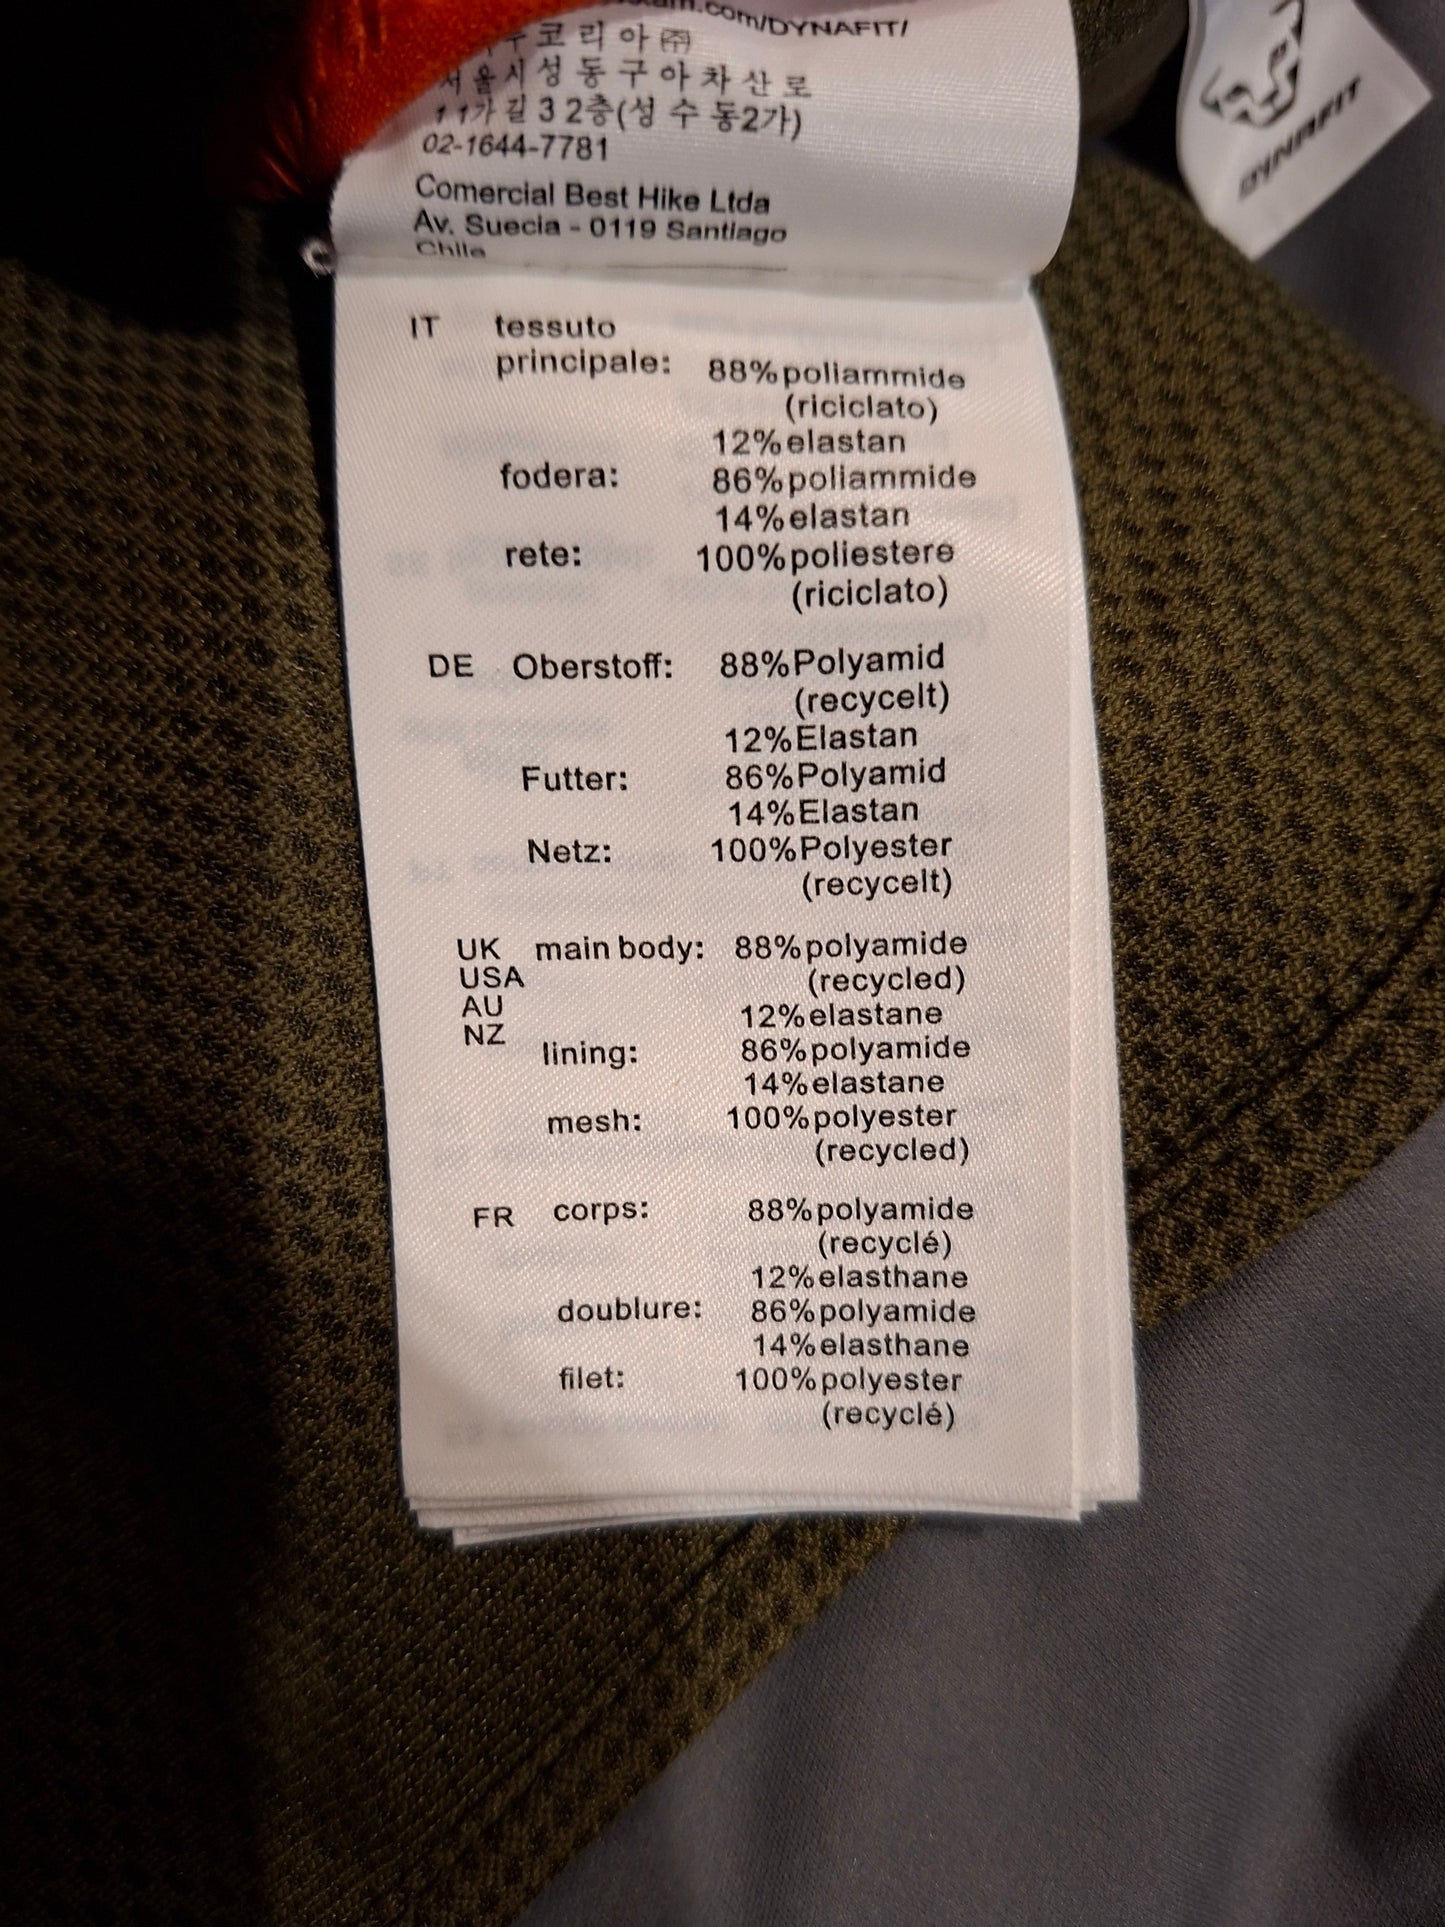 .com/DYNAFIT/
코리아㈜
서울시 성동구 아차산로
11가길 3 2층(성수동2가)
02-1644-7781
Comercial Best Hike Ltda
Av. Suecia - 0119 Santiago
Chile
DYNAFIT
IT tessuto
principale: 88% poliammide
(riciclato)
12% elastan
fodera: 86% poliammide
14% elastan
rete: 100% poliestere
(riciclato)
DE Oberstoff: 88% Polyamid
(recycelt)
12% Elastan
Futter: 86% Polyamid
14% Elastan
Netz: 100% Polyester
(recycelt)
UK main body: 88% polyamide
USA (recycled)
AU 12% elastane
NZ
lining: 86% polyamide
14% elastane
mesh: 100% polyester
(recycled)
FR corps: 88% polyamide
(recyclé)
12% elasthane
doublure: 86% polyamide
14% elasthane
filet: 100% polyester
(recyclé)